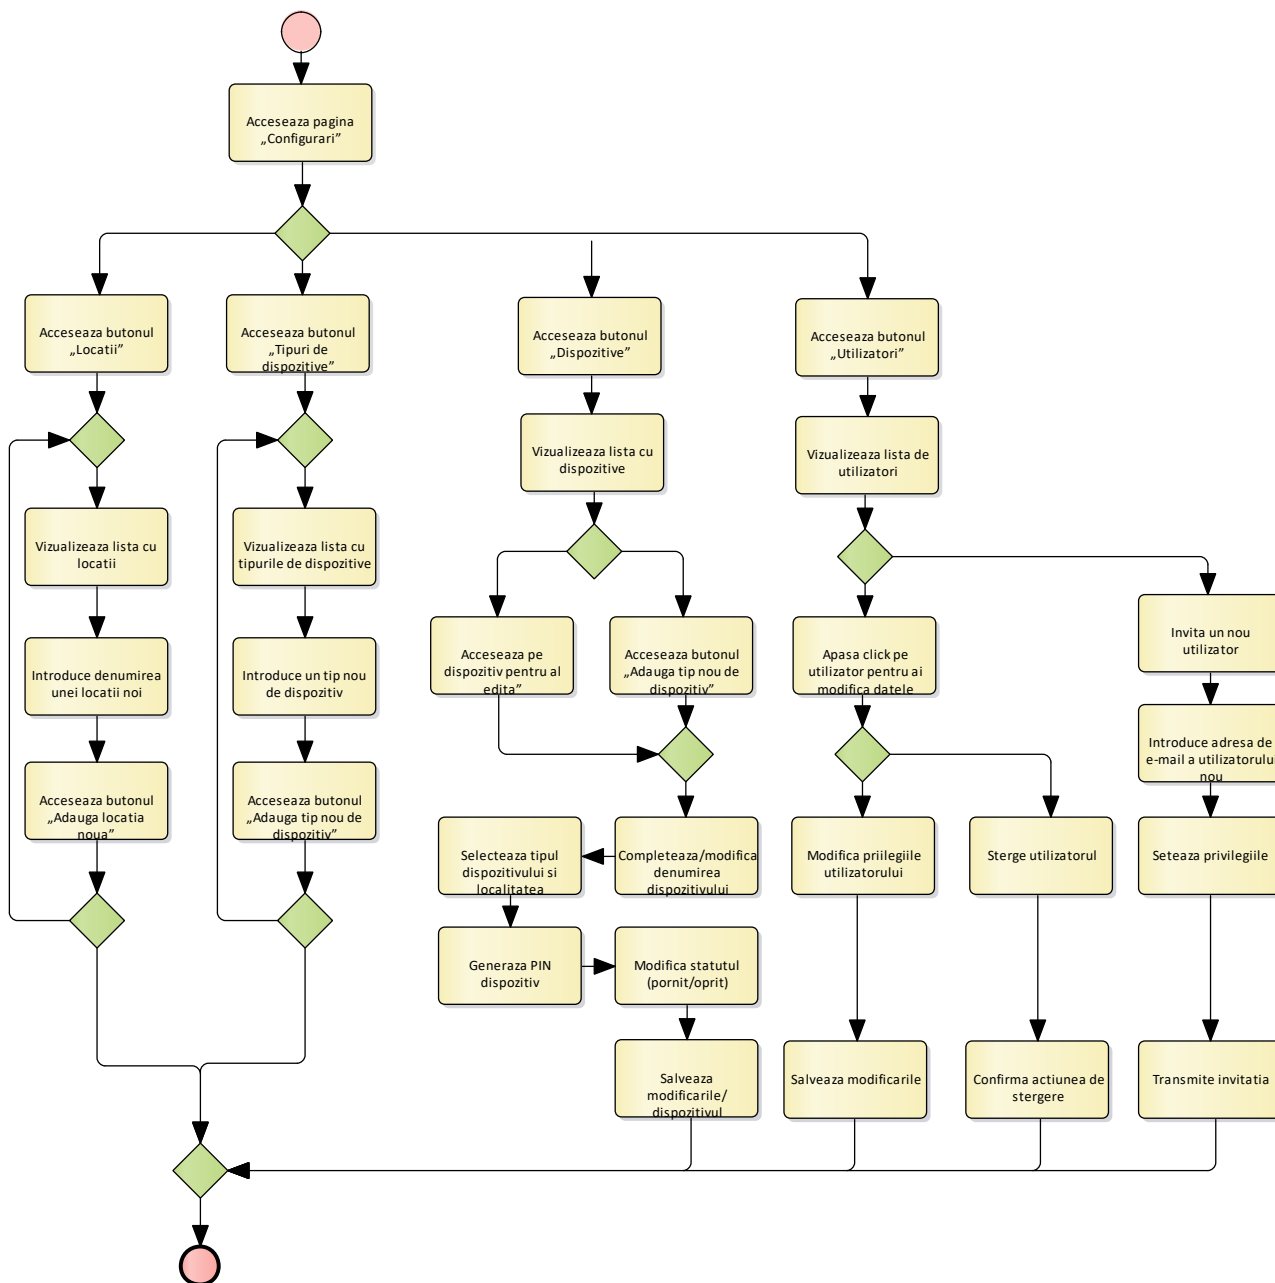 Acceseaza pagina
„Configurari”
Acceseaza butonul
„Locatii”
Acceseaza butonul
„Tipuri de
dispozitive”
Acceseaza butonul
„Dispozitive”
Acceseaza butonul
„Utilizatori”
Vizualizeaza lista cu
dispozitive
Vizualizeaza lista de
utilizatori
Vizualizeaza lista cu
locatii
Vizualizeaza lista cu
tipurile de dispozitive
Introduce denumirea
unei locatii noi
Introduce un tip nou
de dispozitiv
Acceseaza pe
dispozitiv pentru al
edita”
Acceseaza butonul
„Adauga tip nou de
dispozitiv”
Apasa click pe
utilizator pentru ai
modifica datele
Invita un nou
utilizator
Introduce adresa de
e-mail a utilizatorului
nou
Acceseaza butonul
„Adauga locatia
noua”
Acceseaza butonul
„Adauga tip nou de
dispozitiv”
Selecteaza tipul
dispozitivului si
localitatea
Completeaza/modifica
denumirea
dispozitivului
Modifica priilegiile
utilizatorului
Sterge utilizatorul
Seteaza privilegiile
Generaza PIN
dispozitiv
Modifica statutul
(pornit/oprit)
Salveaza
modificarile/
dispozitivul
Salveaza modificarile
Confirma actiunea de
stergere
Transmite invitatia